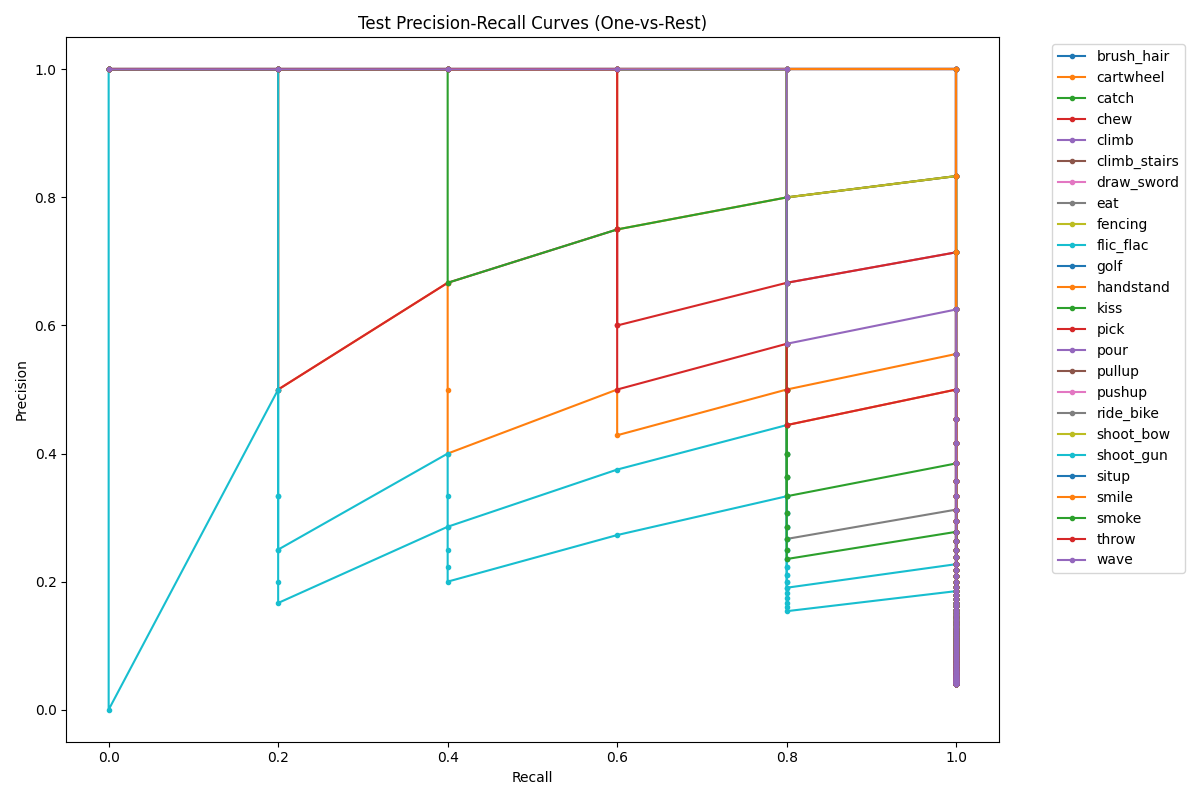 Test Precision-Recall Curves (One-vs-Rest)
1.0
0.8
0.6
0.4
0.2
0.0
Precision
0.0 0.2 0.4 0.6 0.8 1.0
Recall
brush_hair
cartwheel
catch
chew
climb
climb_stairs
draw_sword
eat
fencing
flic_flac
golf
handstand
kiss
pick
pour
pullup
pushup
ride_bike
shoot_bow
shoot_gun
situp
smile
smoke
throw
wave